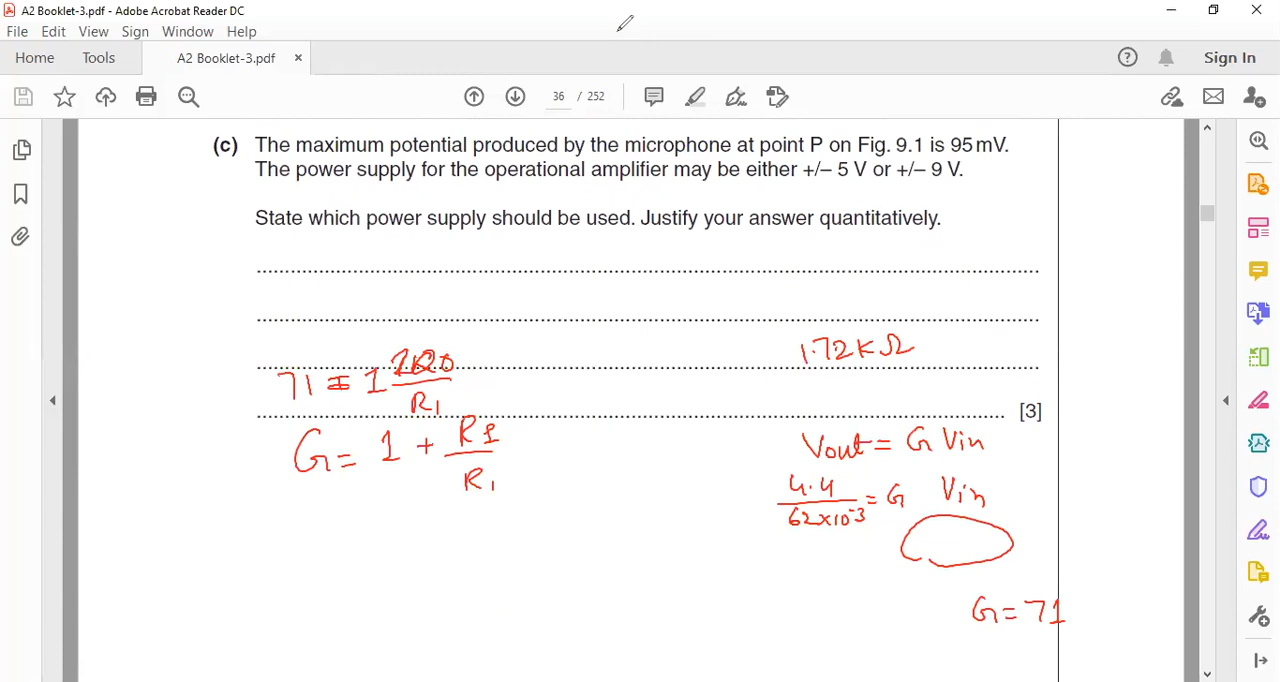 A2 Booklet-3.pdf - Adobe Acrobat Reader DC
File Edit View Sign Window Help
Home Tools A2 Booklet-3.pdf × ? Sign In
36 / 252
(c) The maximum potential produced by the microphone at point P on Fig. 9.1 is 95 mV.
The power supply for the operational amplifier may be either +/– 5 V or +/– 9 V.
State which power supply should be used. Justify your answer quantitatively.
1.72KΩ
71 = 1 120
R1
[3]
G = 1 + Rf
R1
Vout = G Vin
4.4 = G Vin
62×10-3
G = 71